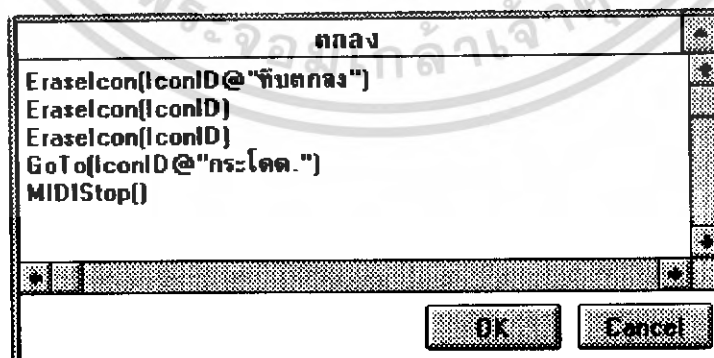 ตกลง
EraseIcon(IconID@"ทึบตกลง")
EraseIcon(IconID)
EraseIcon(IconID)
GoTo(IconID@"กระโดด.")
MIDIStop()
OK Cancel